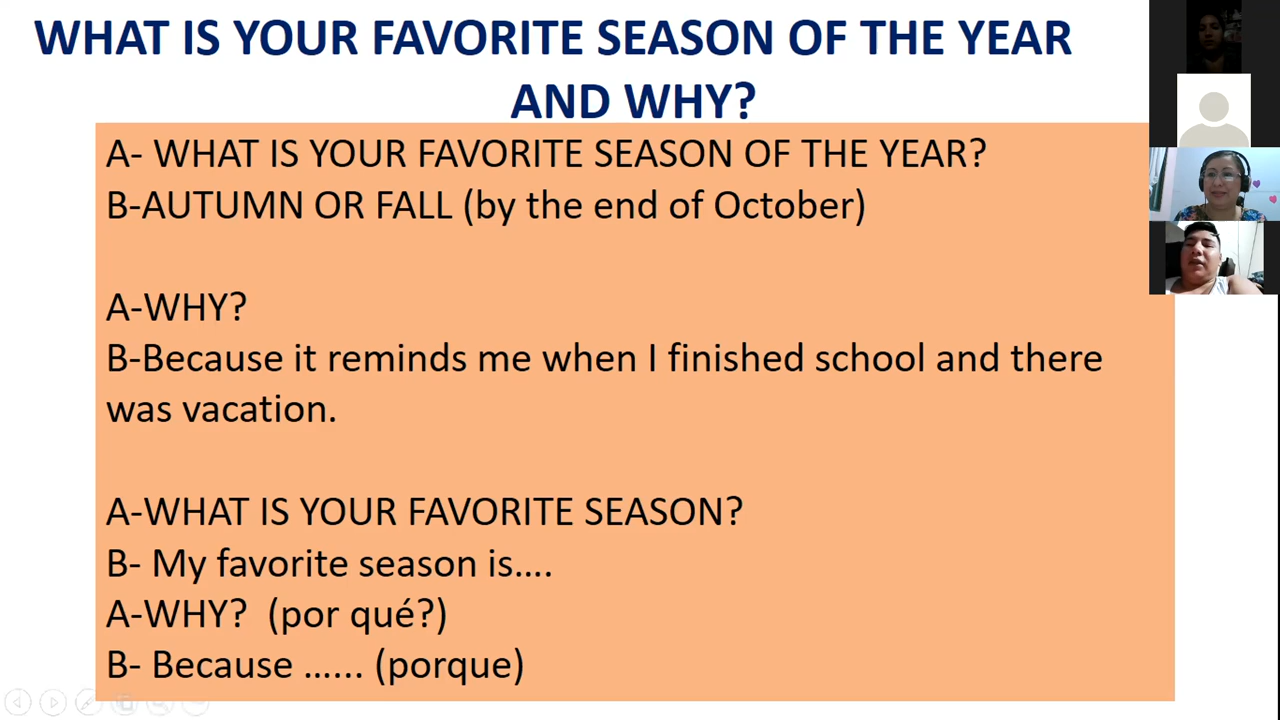 WHAT IS YOUR FAVORITE SEASON OF THE YEAR
AND WHY?
A- WHAT IS YOUR FAVORITE SEASON OF THE YEAR?
B-AUTUMN OR FALL (by the end of October)
A-WHY?
B-Because it reminds me when I finished school and there
was vacation.
A-WHAT IS YOUR FAVORITE SEASON?
B- My favorite season is....
A-WHY?  (por qué?)
B- Because ...... (porque)